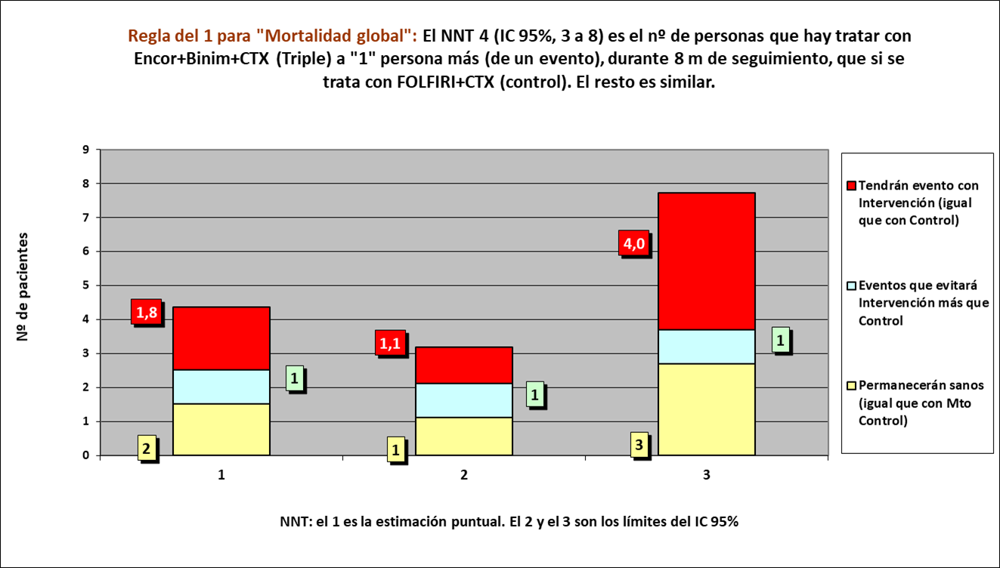 Regla del 1 para "Mortalidad global": El NNT 4 (IC 95%, 3 a 8) es el nº de personas que hay tratar con
Encor+Binim+CTX (Triple) a "1" persona más (de un evento), durante 8 m de seguimiento, que si se
trata con FOLFIRI+CTX (control). El resto es similar.
Nº de pacientes
9
8
7
6
5
4
3
2
1
0
1,8
1
2
1,1
1
1
4,0
1
3
1
2
3
NNT: el 1 es la estimación puntual. El 2 y el 3 son los límites del IC 95%
Tendrán evento con
Intervención (igual
que con Control)
Eventos que evitará
Intervención más que
Control
Permanecerán sanos
(igual que con Mto
Control)